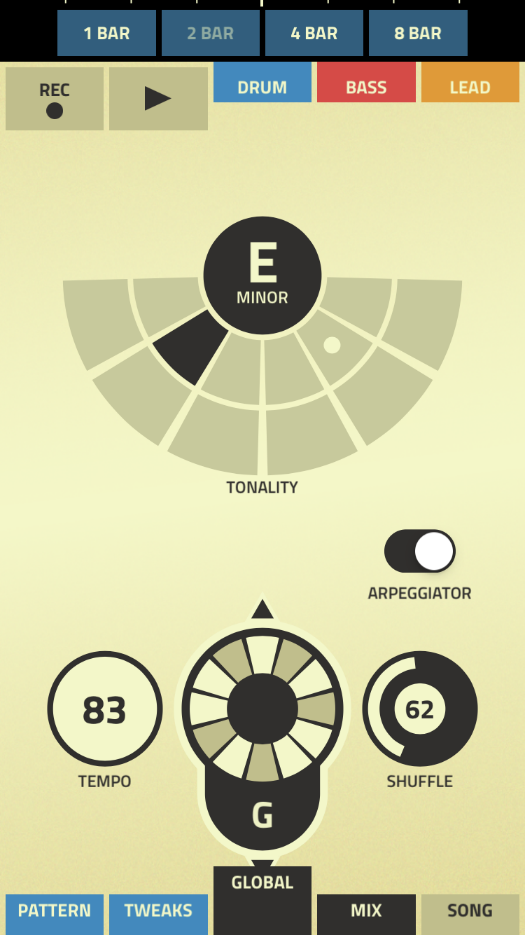 1 BAR
2 BAR
4 BAR
8 BAR
REC
DRUM
BASS
LEAD
E
MINOR
TONALITY
ARPEGGIATOR
83
TEMPO
62
SHUFFLE
G
GLOBAL
PATTERN
TWEAKS
MIX
SONG